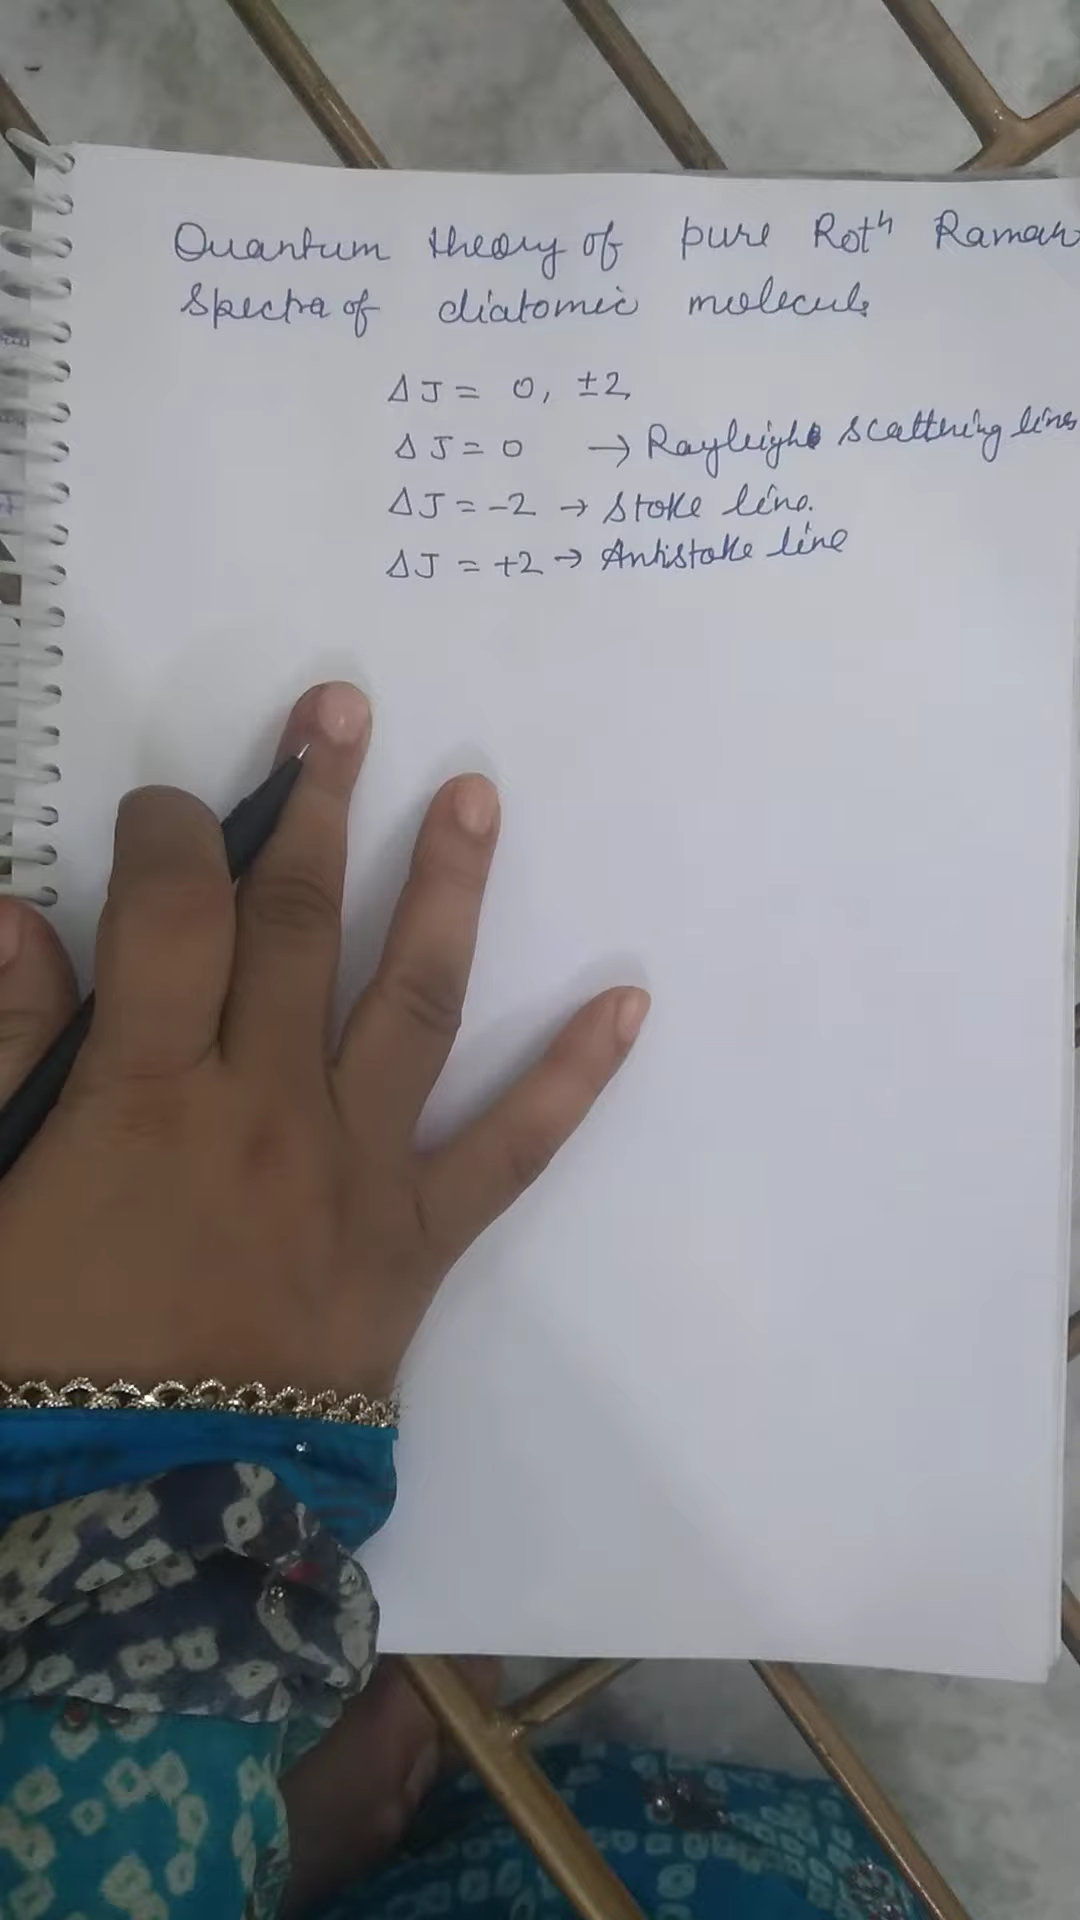 Quantum theory of pure Rotⁿ Raman
Spectra of diatomic molecule
ΔJ = 0, ±2,
ΔJ = 0 → Rayleigh scattering lines
ΔJ = -2 → Stoke line.
ΔJ = +2 → Antistoke line